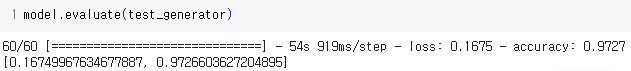 1 model.evaluate(test_generator)
60/60 [==============================] - 54s 919ms/step - loss: 0.1675 - accuracy: 0.9727
[0.16749967634677887, 0.9726603627204895]